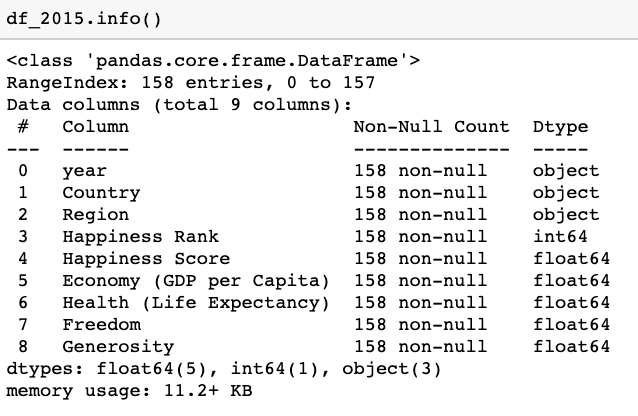 df_2015.info()
<class 'pandas.core.frame.DataFrame'>
RangeIndex: 158 entries, 0 to 157
Data columns (total 9 columns):
 #   Column                     Non-Null Count  Dtype
---  ------                     --------------  -----
 0   year                       158 non-null    object
 1   Country                    158 non-null    object
 2   Region                     158 non-null    object
 3   Happiness Rank             158 non-null    int64
 4   Happiness Score            158 non-null    float64
 5   Economy (GDP per Capita)   158 non-null    float64
 6   Health (Life Expectancy)   158 non-null    float64
 7   Freedom                    158 non-null    float64
 8   Generosity                 158 non-null    float64
dtypes: float64(5), int64(1), object(3)
memory usage: 11.2+ KB